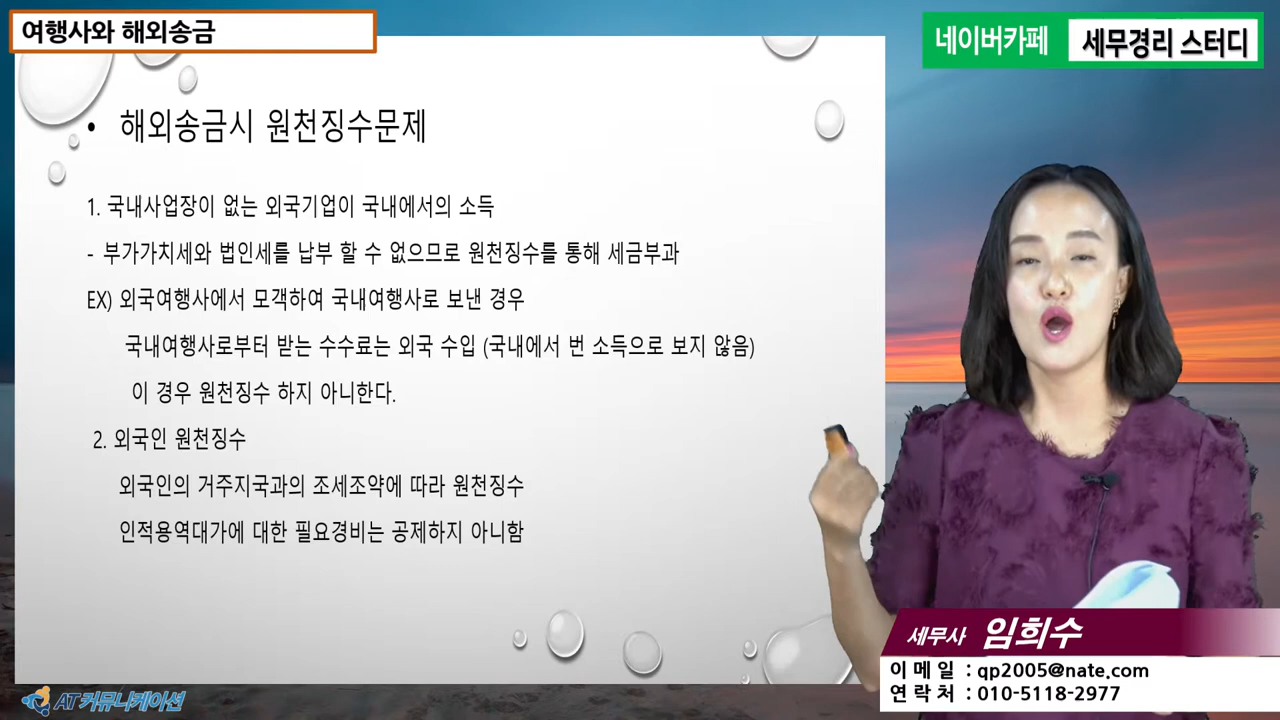 여행사와 해외송금
네이버카페 세무경리 스터디
• 해외송금시 원천징수문제
1. 국내사업장이 없는 외국기업이 국내에서의 소득
- 부가가치세와 법인세를 납부 할 수 없으므로 원천징수를 통해 세금부과
EX) 외국여행사에서 모객하여 국내여행사로 보낸 경우
국내여행사로부터 받는 수수료는 외국 수입 (국내에서 번 소득으로 보지 않음)
이 경우 원천징수 하지 아니한다.
2. 외국인 원천징수
외국인의 거주지국과의 조세조약에 따라 원천징수
인적용역대가에 대한 필요경비는 공제하지 아니함
세무사 임희수
이 메 일 : qp2005@nate.com
연 락 처 : 010-5118-2977
AT커뮤니케이션